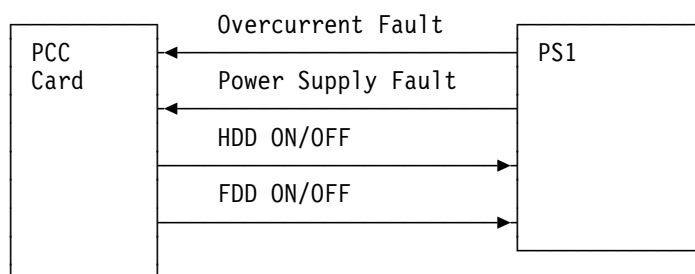 Overcurrent Fault
PCC
Card
PS1
Power Supply Fault
HDD ON/OFF
FDD ON/OFF